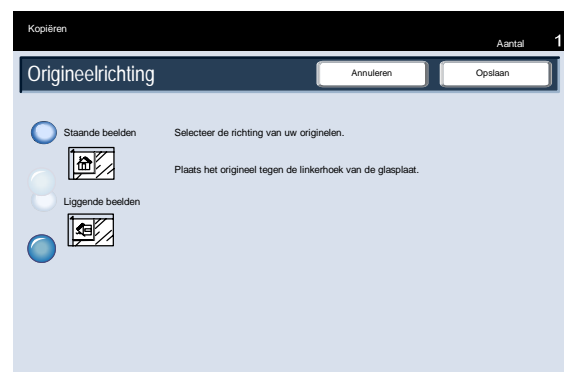 Kopiëren
Aantal 1
Origineelrichting
Annuleren
Opslaan
Staande beelden
Selecteer de richting van uw originelen.
Plaats het origineel tegen de linkerhoek van de glasplaat.
Liggende beelden